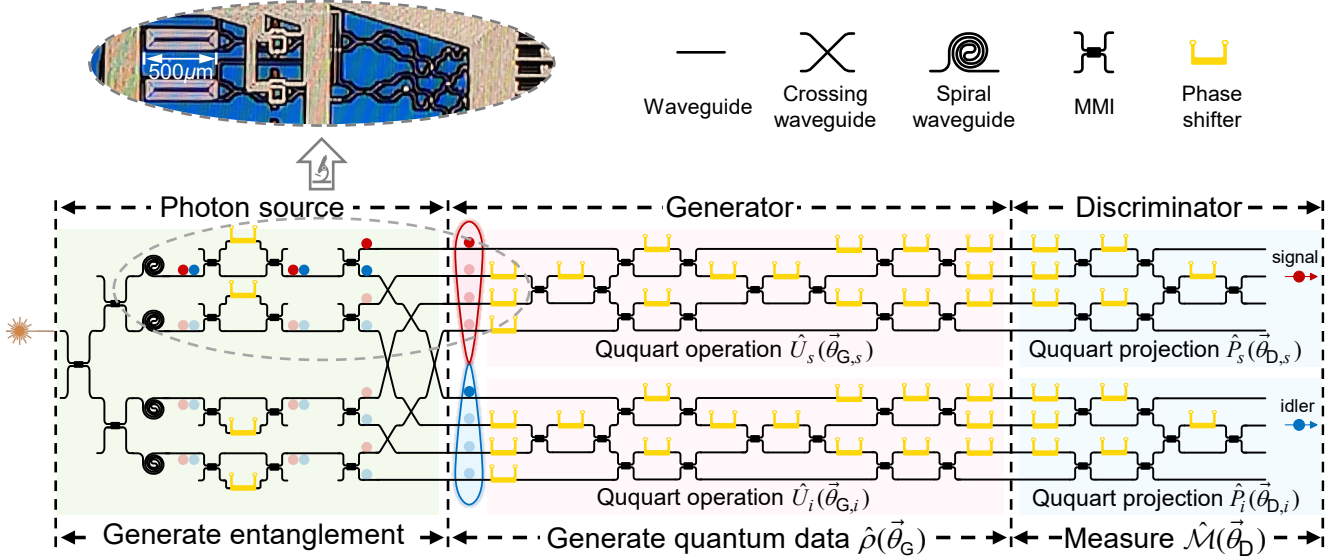 500μm
Waveguide
Crossing
waveguide
Spiral
waveguide
MMI
Phase
shifter
Photon source
Generator
Discriminator
signal
Ququart operation Û_s(θ⃗_G,s)
Ququart projection P̂_s(θ⃗_D,s)
idler
Ququart operation Û_i(θ⃗_G,i)
Ququart projection P̂_i(θ⃗_D,i)
Generate entanglement
Generate quantum data ρ̂(θ⃗_G)
Measure ℳ̂(θ⃗_D)